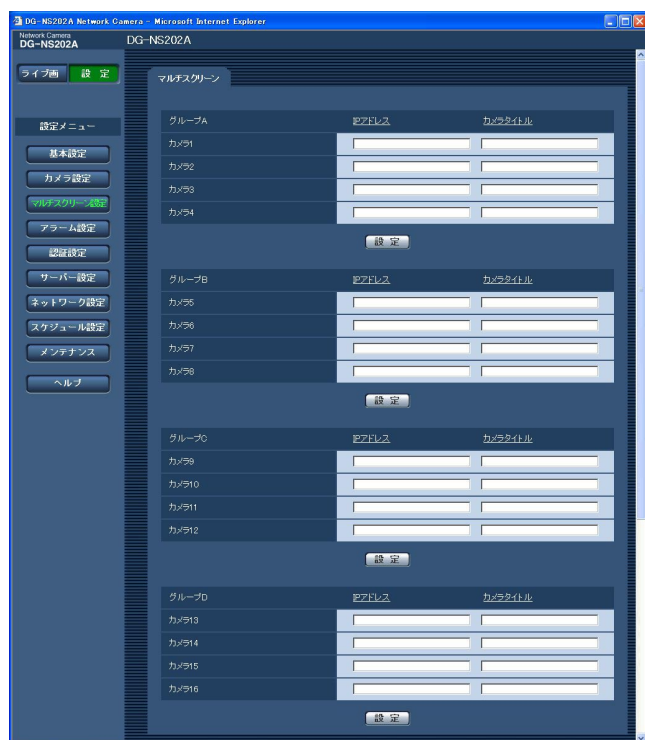 DG-NS202A Network Camera - Microsoft Internet Explorer
Network Camera
DG-NS202A
DG-NS202A
ライブ画 設 定
マルチスクリーン
設定メニュー
基本設定
カメラ設定
マルチスクリーン設定
アラーム設定
認証設定
サーバー設定
ネットワーク設定
スケジュール設定
メンテナンス
ヘルプ
グループA IPアドレス カメラタイトル
カメラ1
カメラ2
カメラ3
カメラ4
設 定
グループB IPアドレス カメラタイトル
カメラ5
カメラ6
カメラ7
カメラ8
設 定
グループC IPアドレス カメラタイトル
カメラ9
カメラ10
カメラ11
カメラ12
設 定
グループD IPアドレス カメラタイトル
カメラ13
カメラ14
カメラ15
カメラ16
設 定